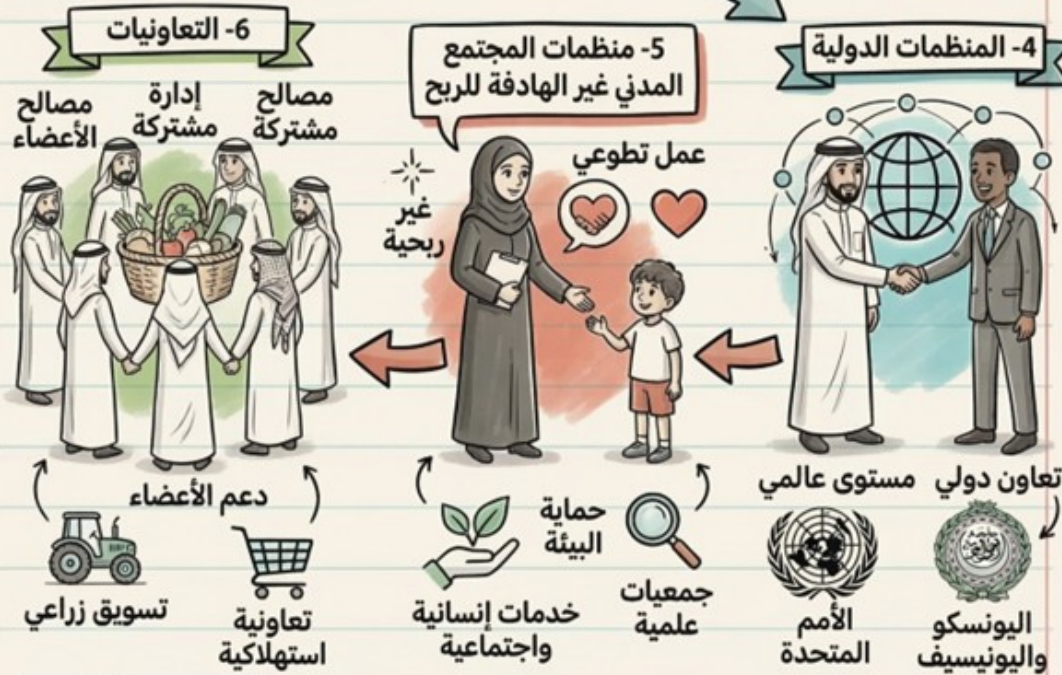 4- المنظمات الدولية
تعاون دولي
مستوى عالمي
اليونسكو
واليونيسيف
الأمم
المتحدة
5- منظمات المجتمع
المدني غير الهادفة للربح
عمل تطوعي
غير
ربحية
حماية
البيئة
جمعيات
علمية
خدمات إنسانية
واجتماعية
6- التعاونيات
مصالح
مشتركة
إدارة
مشتركة
مصالح
الأعضاء
دعم الأعضاء
تعاونية
استهلاكية
تسويق زراعي